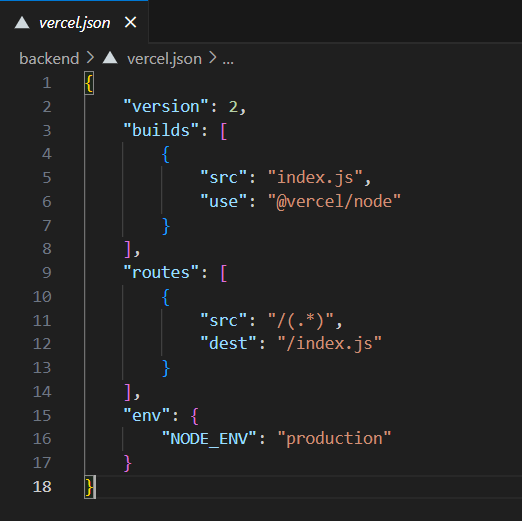 vercel.json
backend > vercel.json > ...
1 {
2 "version": 2,
3 "builds": [
4 {
5 "src": "index.js",
6 "use": "@vercel/node"
7 }
8 ],
9 "routes": [
10 {
11 "src": "/(.*)",
12 "dest": "/index.js"
13 }
14 ],
15 "env": {
16 "NODE_ENV": "production"
17 }
18 }